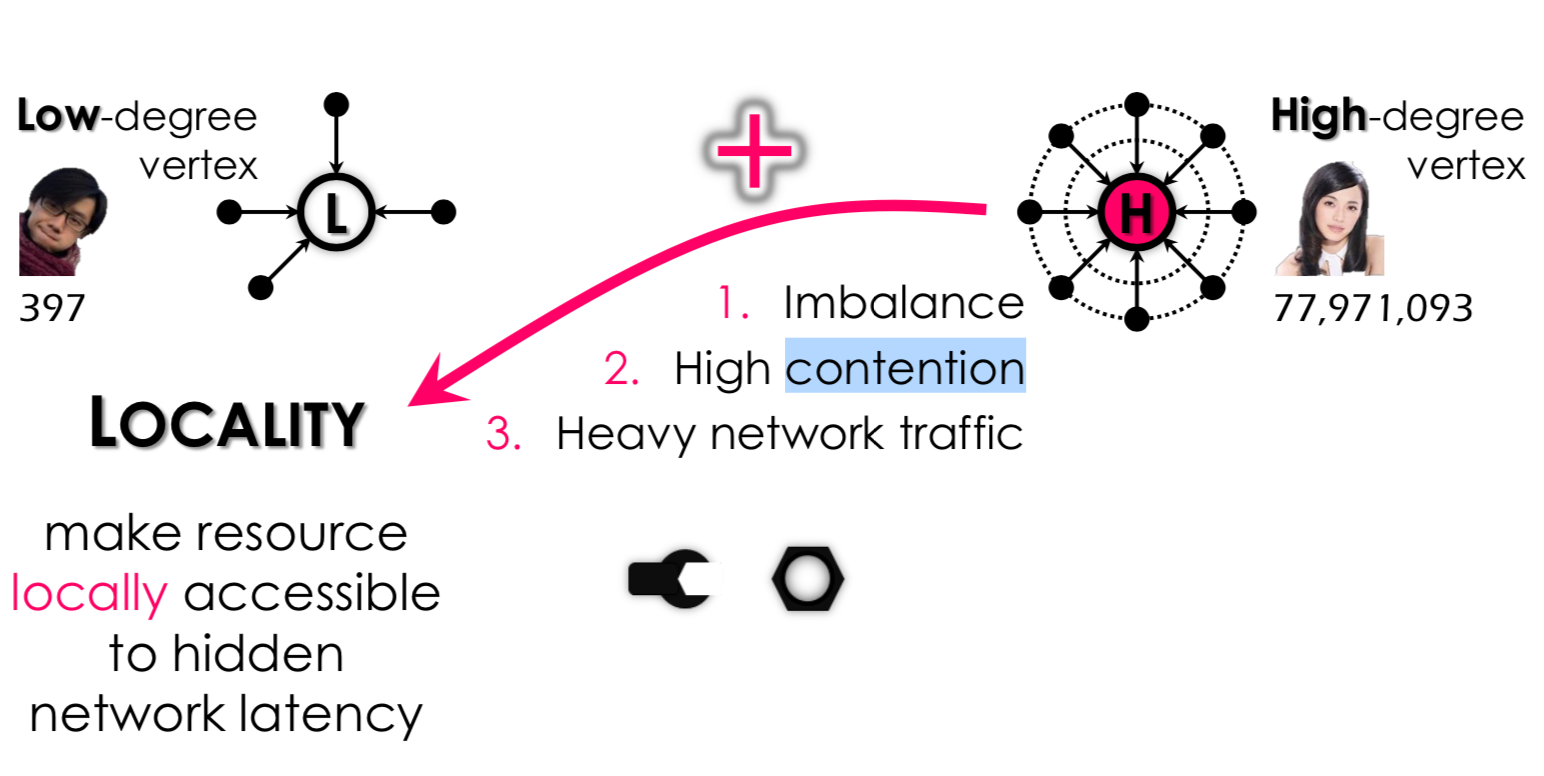 Low-degree
vertex
397
L
+
H
High-degree
vertex
77,971,093
1. Imbalance
2. High contention
3. Heavy network traffic
LOCALITY
make resource
locally accessible
to hidden
network latency